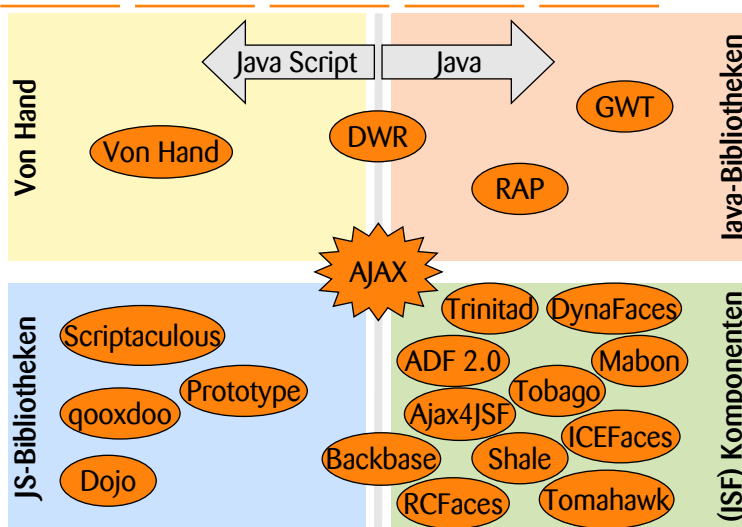 Java Script
Java
Von Hand
Von Hand
DWR
GWT
RAP
Java-Bibliotheken
AJAX
JS-Bibliotheken
Scriptaculous
Prototype
qooxdoo
Dojo
Backbase
Trinitad
DynaFaces
ADF 2.0
Mabon
Tobago
Ajax4JSF
ICEFaces
Shale
RCFaces
Tomahawk
(JSF) Komponenten